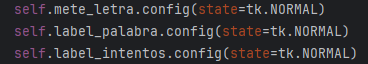 self.mete_letra.config(state=tk.NORMAL)
self.label_palabra.config(state=tk.NORMAL)
self.label_intentos.config(state=tk.NORMAL)